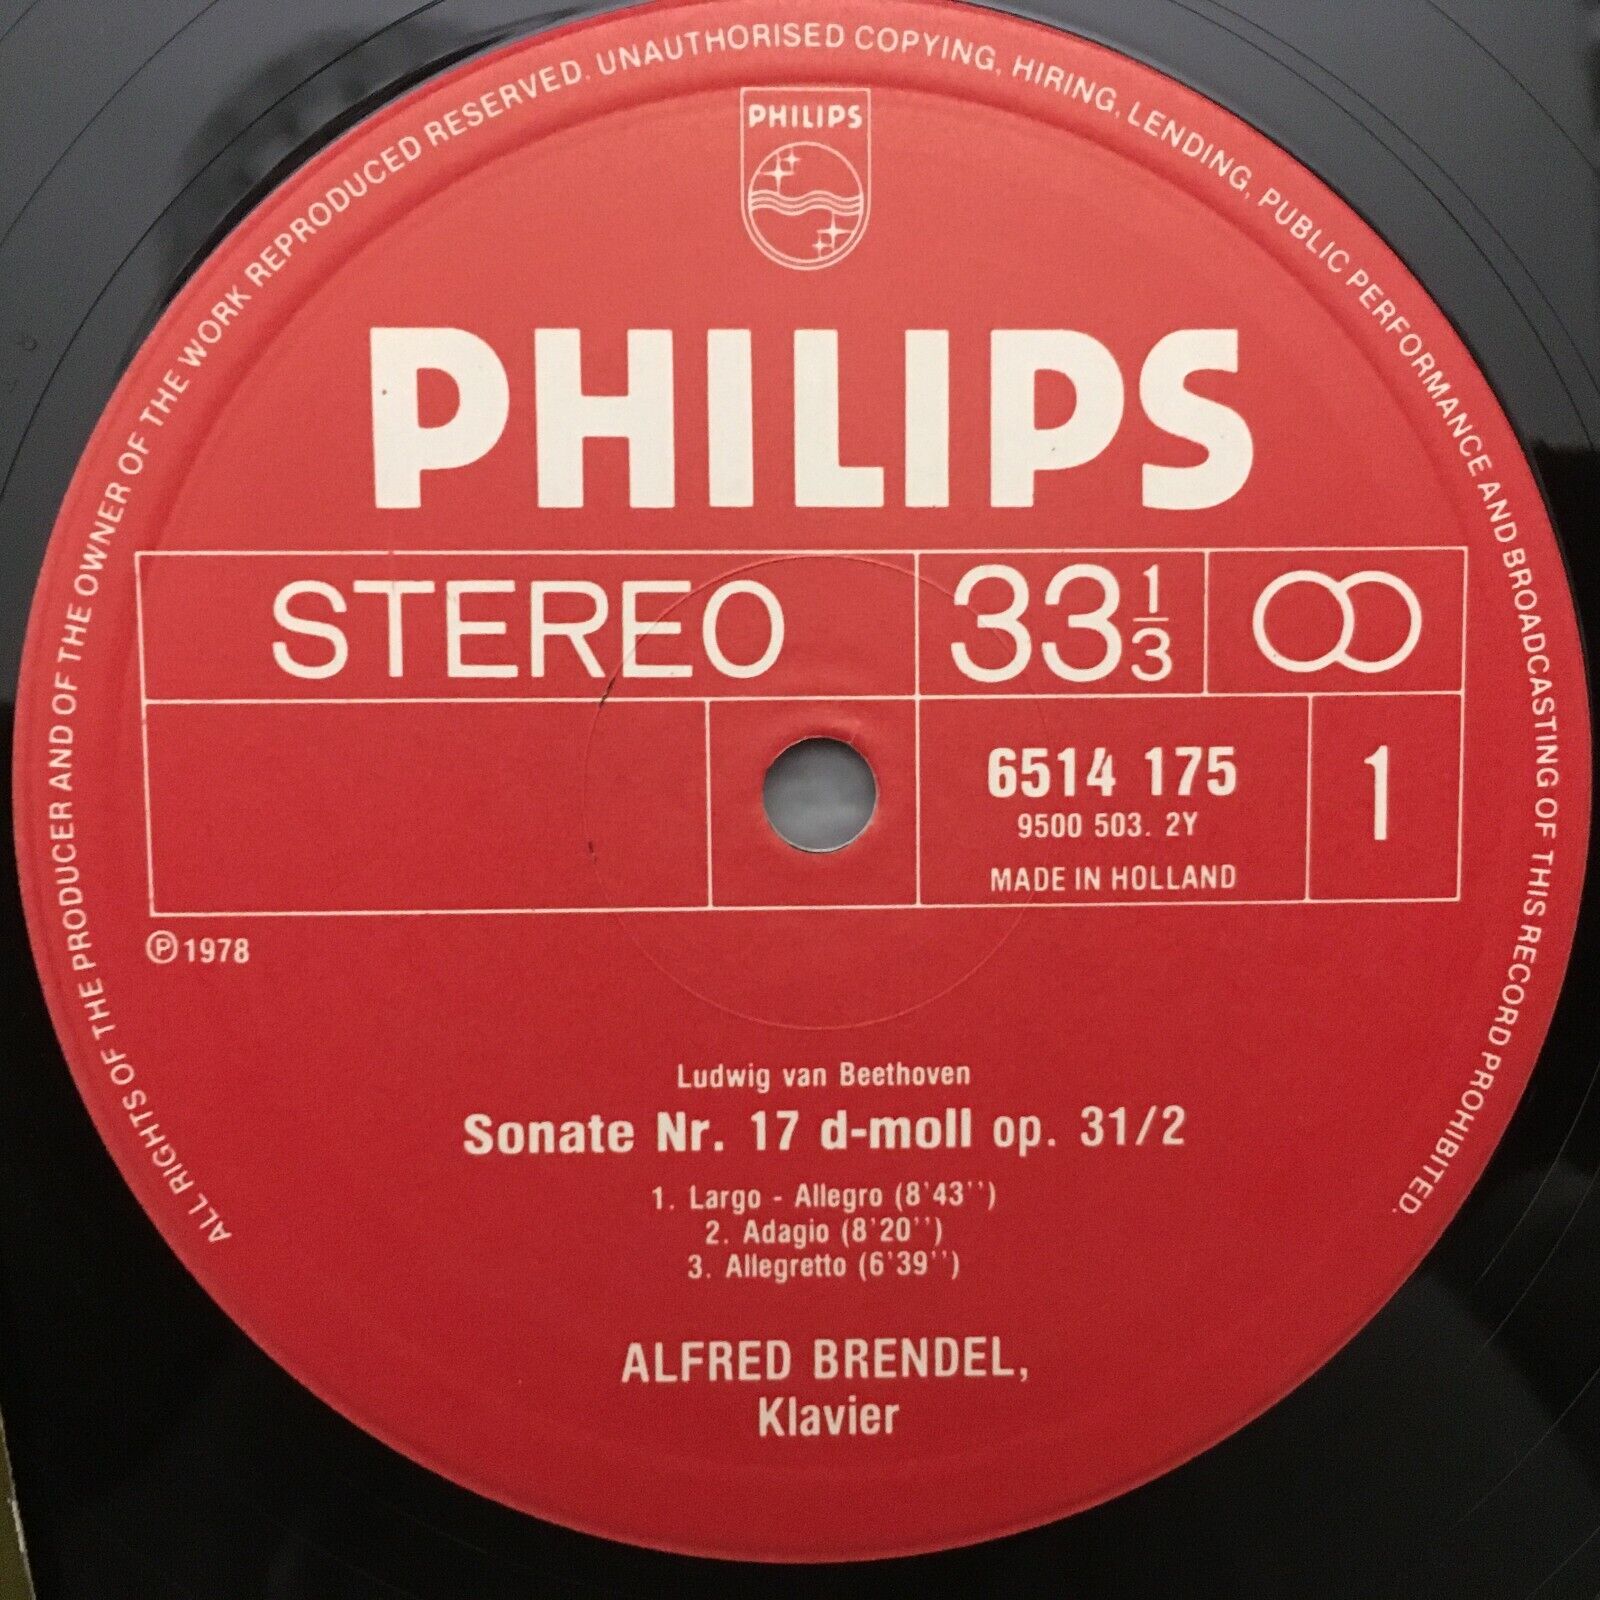 ALL RIGHTS OF THE PRODUCER AND OF THE OWNER OF THE WORK REPRODUCED RESERVED. UNAUTHORISED COPYING, HIRING, LENDING, PUBLIC PERFORMANCE AND BROADCASTING OF THIS RECORD PROHIBITED.
PHILIPS
PHILIPS
STEREO 33 1/3
6514 175 1
9500 503. 2Y
MADE IN HOLLAND
℗ 1978
Ludwig van Beethoven
Sonate Nr. 17 d-moll op. 31/2
1. Largo - Allegro (8'43'')
2. Adagio (8'20'')
3. Allegretto (6'39'')
ALFRED BRENDEL,
Klavier